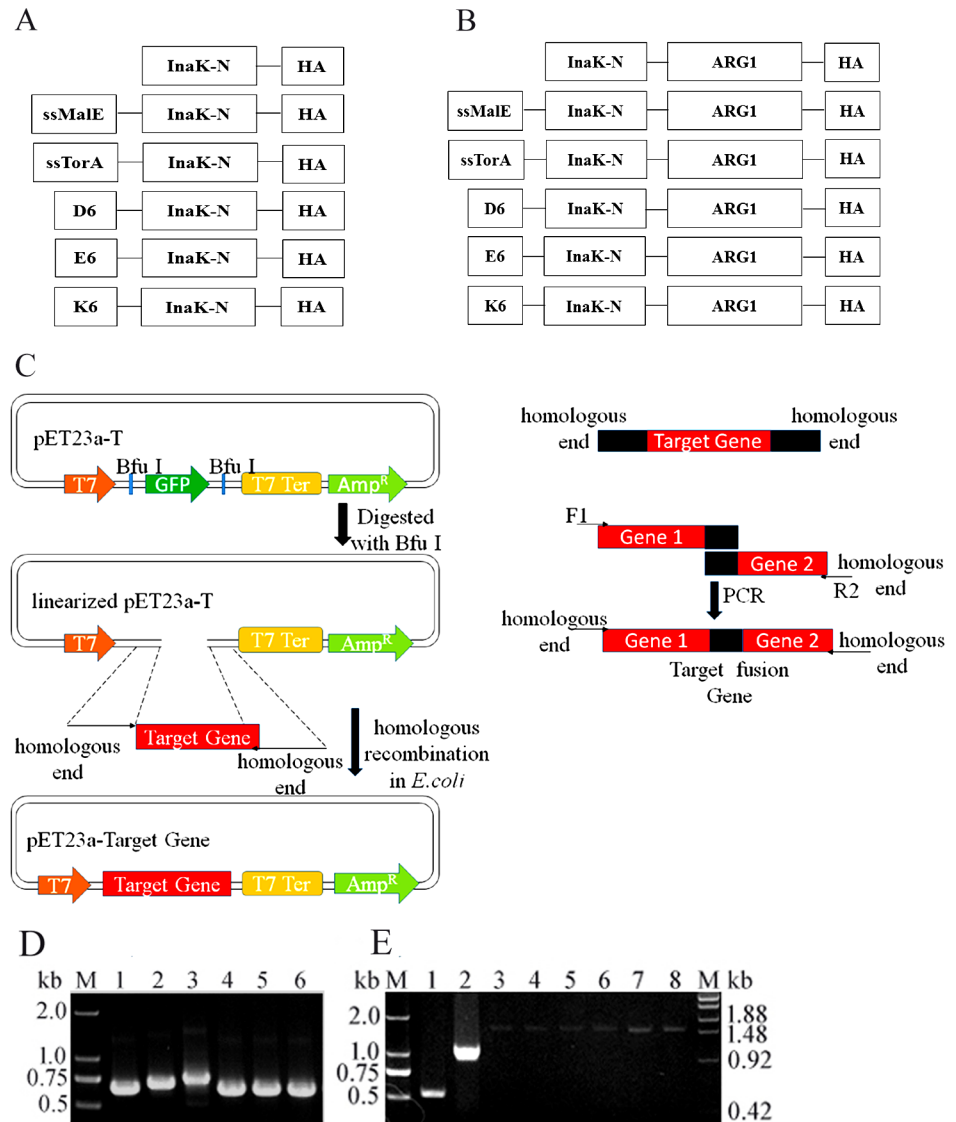 A
InaK-N HA
ssMalE InaK-N HA
ssTorA InaK-N HA
D6 InaK-N HA
E6 InaK-N HA
K6 InaK-N HA
B
InaK-N ARG1 HA
ssMalE InaK-N ARG1 HA
ssTorA InaK-N ARG1 HA
D6 InaK-N ARG1 HA
E6 InaK-N ARG1 HA
K6 InaK-N ARG1 HA
C
pET23a-T
Bfu I Bfu I
T7 GFP T7 Ter AmpR
Digested
with Bfu I
linearized pET23a-T
T7 T7 Ter AmpR
Target Gene
homologous
end
homologous
end
homologous
recombination
in E.coli
pET23a-Target Gene
T7 Target Gene T7 Ter AmpR
homologous
end
homologous
end
Target Gene
F1
Gene 1
Gene 2
homologous
end
R2
PCR
homologous
end
Gene 1 Gene 2
homologous
end
Target fusion
Gene
D
kb M 1 2 3 4 5 6
2.0
1.0
0.75
0.5
E
kb M 1 2 3 4 5 6 7 8 M kb
2.0
1.0
0.75
0.5
1.88
1.48
0.92
0.42